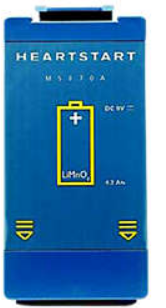 HEARTSTART
M5070A
DC 9V ⎓
+
LiMnO₂
4.2 Ah